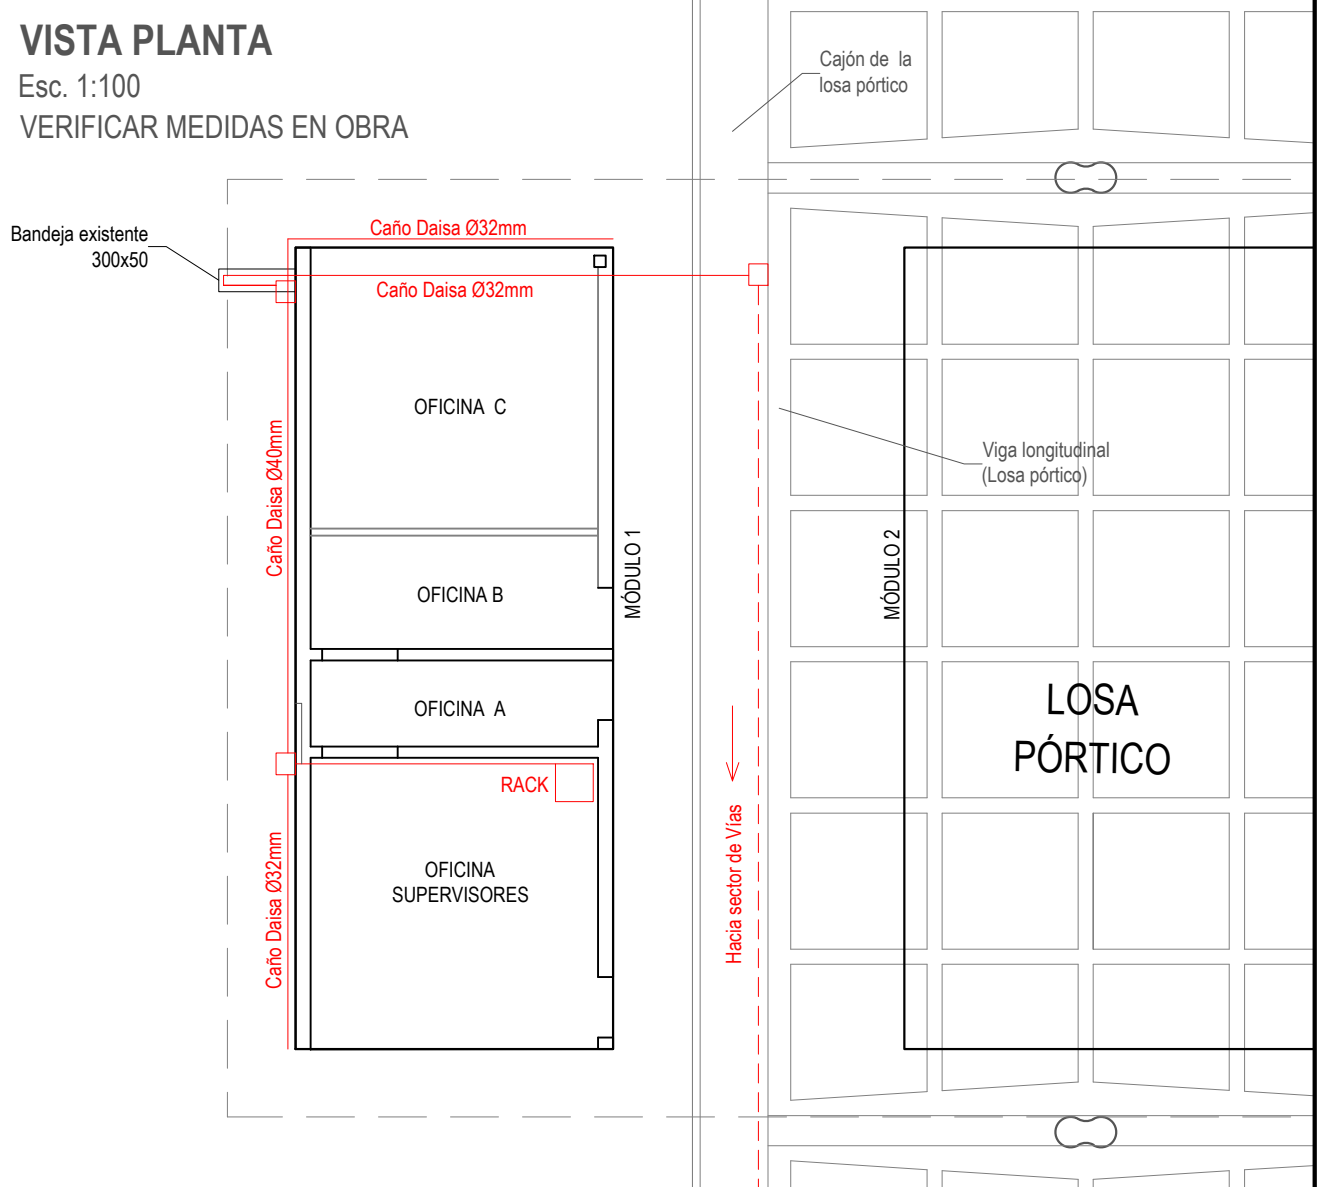 VISTA PLANTA
Esc. 1:100
VERIFICAR MEDIDAS EN OBRA
Cajón de la
losa pórtico
Bandeja existente
300x50
Caño Daisa Ø32mm
Caño Daisa Ø32mm
OFICINA C
Caño Daisa Ø40mm
Viga longitudinal
(Losa pórtico)
MÓDULO 1
MÓDULO 2
OFICINA B
OFICINA A
LOSA
PÓRTICO
RACK
Hacia sector de Vías
OFICINA
SUPERVISORES
Caño Daisa Ø32mm